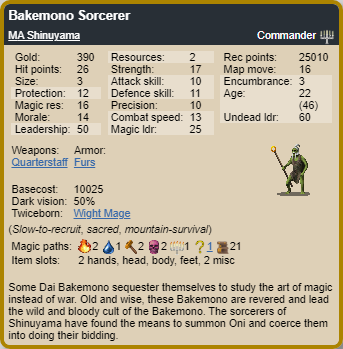 Bakemono Sorcerer
MA Shinuyama Commander
Gold: 390 Resources: 2 Rec points: 25010
Hit points: 26 Strength: 17 Map move: 16
Size: 3 Attack skill: 10 Encumbrance: 3
Protection: 12 Defence skill: 11 Age: 22
Magic res: 16 Precision: 10 (46)
Morale: 14 Combat speed: 13 Undead ldr: 60
Leadership: 50 Magic ldr: 25
Weapons: Armor:
Quarterstaff Furs
Basecost: 10025
Dark vision: 50%
Twiceborn: Wight Mage
(Slow-to-recruit, sacred, mountain-survival)
Magic paths: 2 1 2 2 1 ? 1 21
Item slots: 2 hands, head, body, feet, 2 misc
Some Dai Bakemono sequester themselves to study the art of magic
instead of war. Old and wise, these Bakemono are revered and lead
the wild and bloody cult of the Bakemono. The sorcerers of
Shinuyama have found the means to summon Oni and coerce them
into doing their bidding.